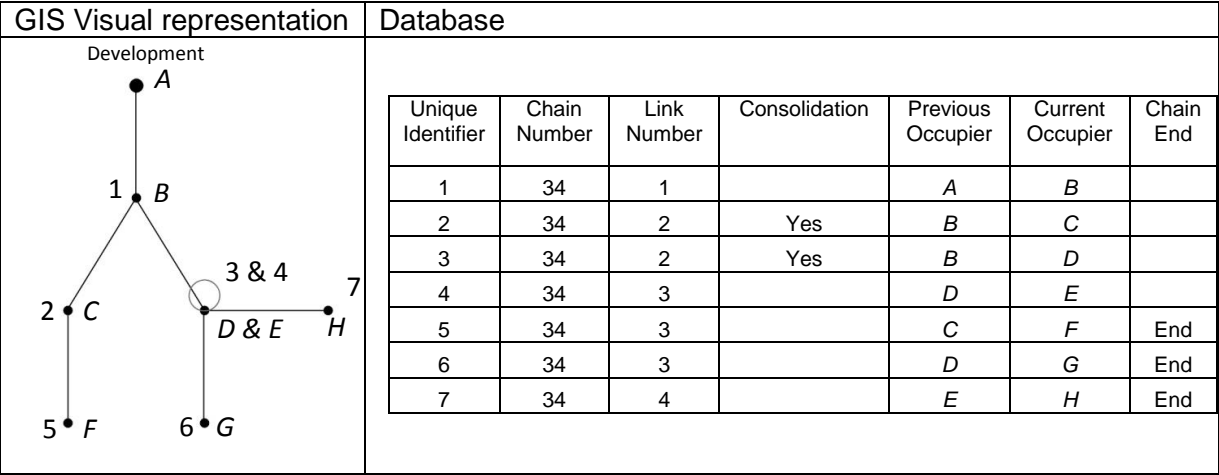 GIS Visual representation
Database
Development
A
1 B
3 & 4
7
2 C
D & E
H
5 F
6 G
Unique Identifier Chain Number Link Number Consolidation Previous Occupier Current Occupier Chain End
1 34 1 A B
2 34 2 Yes B C
3 34 2 Yes B D
4 34 3 D E
5 34 3 C F End
6 34 3 D G End
7 34 4 E H End